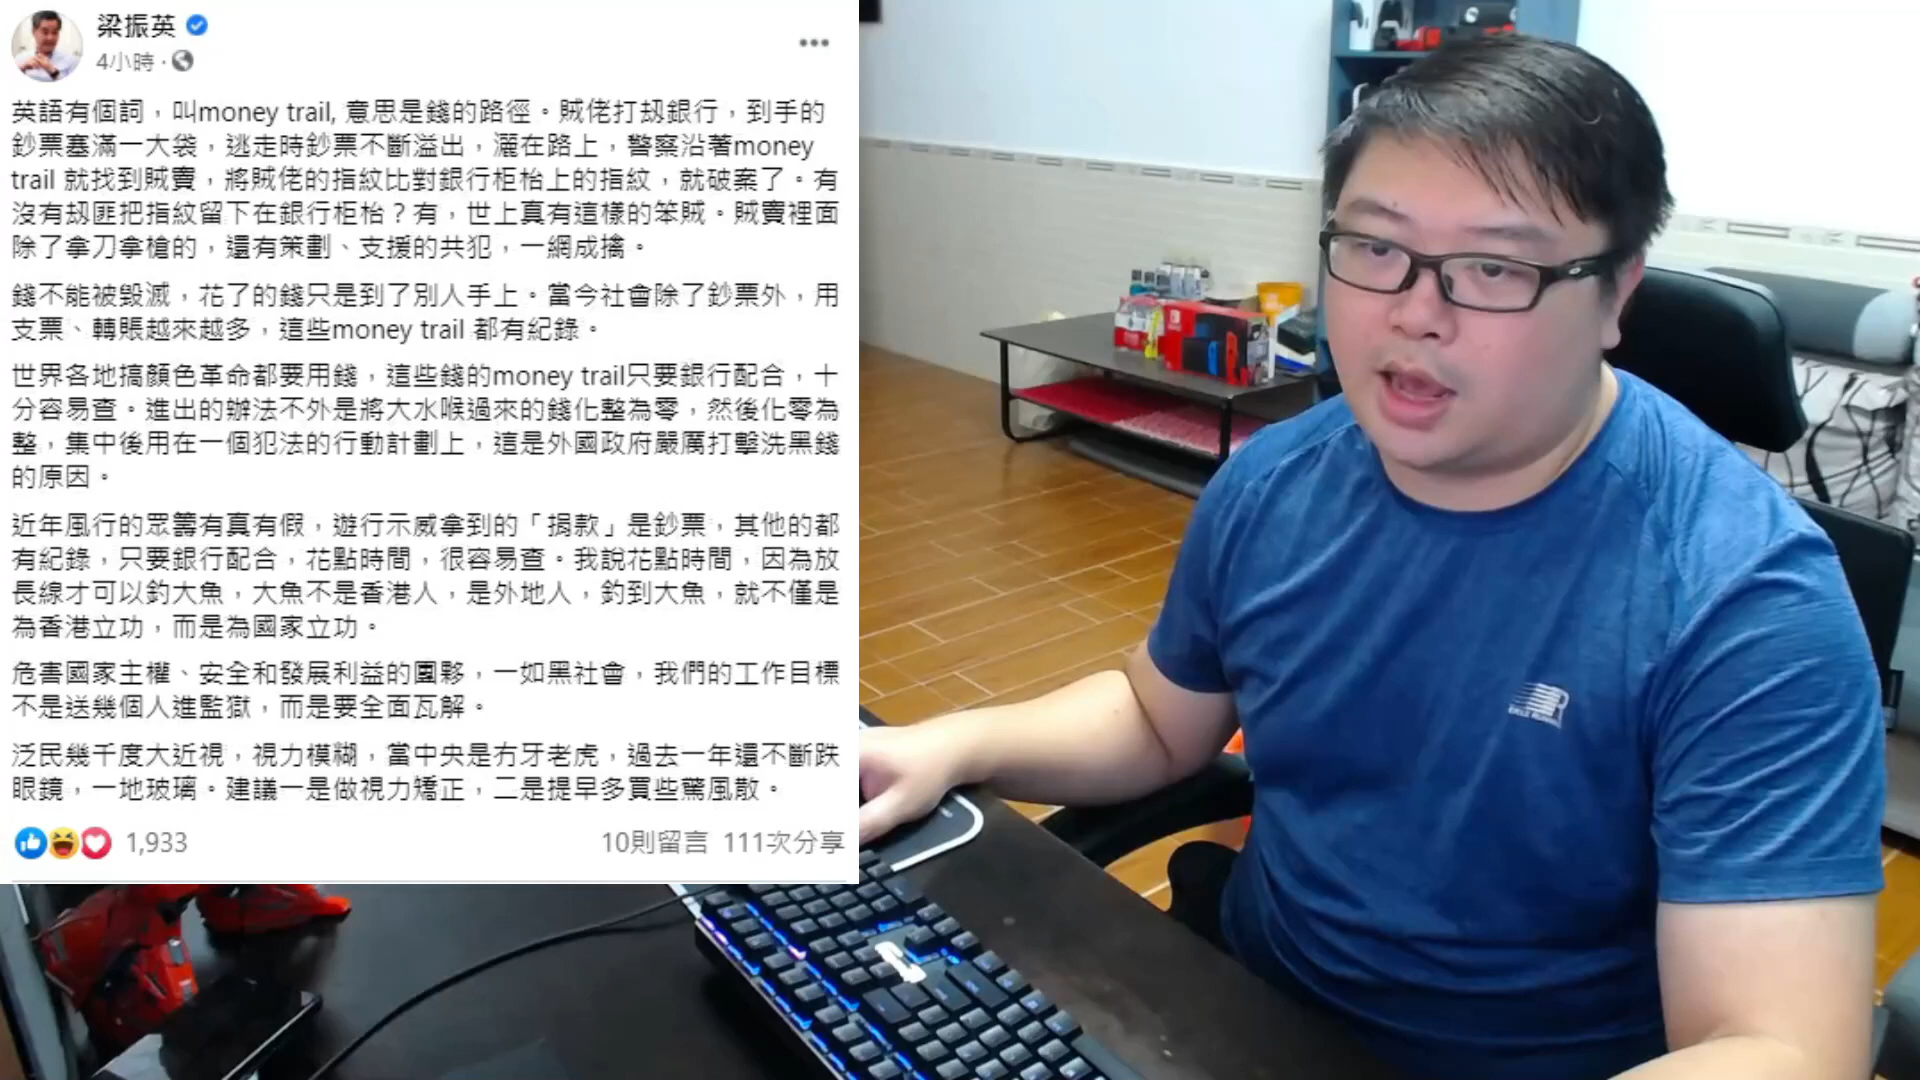 梁振英
4小時 ·
英語有個詞，叫money trail, 意思是錢的路徑。賊佬打刼銀行，到手的
鈔票塞滿一大袋，逃走時鈔票不斷溢出，灑在路上，警察沿著money
trail 就找到賊竇，將賊佬的指紋比對銀行柜枱上的指紋，就破案了。有
沒有刼匪把指紋留下在銀行柜枱？有，世上真有這樣的笨賊。賊竇裡面
除了拿刀拿槍的，還有策劃、支援的共犯，一網成擒。
錢不能被毀滅，花了的錢只是到了別人手上。當今社會除了鈔票外，用
支票、轉賬越來越多，這些money trail 都有紀錄。
世界各地搞顏色革命都要用錢，這些錢的money trail只要銀行配合，十
分容易查。進出的辦法不外是將大水喉過來的錢化整為零，然後化零為
整，集中後用在一個犯法的行動計劃上，這是外國政府嚴厲打擊洗黑錢
的原因。
近年風行的眾籌有真有假，遊行示威拿到的「捐款」是鈔票，其他的都
有紀錄，只要銀行配合，花點時間，很容易查。我說花點時間，因為放
長線才可以釣大魚，大魚不是香港人，是外地人，釣到大魚，就不僅是
為香港立功，而是為國家立功。
危害國家主權、安全和發展利益的團夥，一如黑社會，我們的工作目標
不是送幾個人進監獄，而是要全面瓦解。
泛民幾千度大近視，視力模糊，當中央是冇牙老虎，過去一年還不斷跌
眼鏡，一地玻璃。建議一是做視力矯正，二是提早多買些驚風散。
1,933
10則留言 111次分享